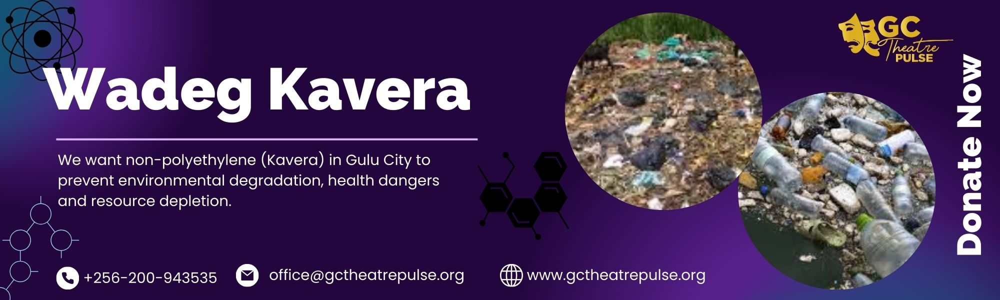 GC
Theatre
PULSE
Wadeg Kavera
We want non-polyethylene (Kavera) in Gulu City to
prevent environmental degradation, health dangers
and resource depletion.
Donate Now
+256-200-943535
office@gctheatrepulse.org
www.gctheatrepulse.org